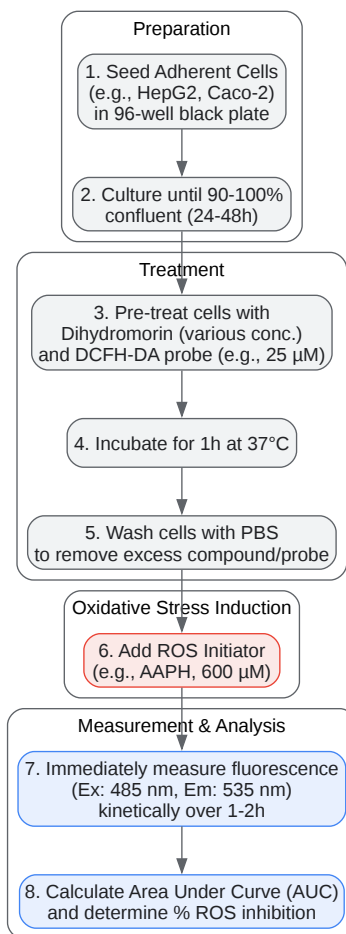 Preparation
1. Seed Adherent Cells
(e.g., HepG2, Caco-2)
in 96-well black plate
2. Culture until 90-100%
confluent (24-48h)
Treatment
3. Pre-treat cells with
Dihydromorin (various conc.)
and DCFH-DA probe (e.g., 25 µM)
4. Incubate for 1h at 37°C
5. Wash cells with PBS
to remove excess compound/probe
Oxidative Stress Induction
6. Add ROS Initiator
(e.g., AAPH, 600 µM)
Measurement & Analysis
7. Immediately measure fluorescence
(Ex: 485 nm, Em: 535 nm)
kinetically over 1-2h
8. Calculate Area Under Curve (AUC)
and determine % ROS inhibition